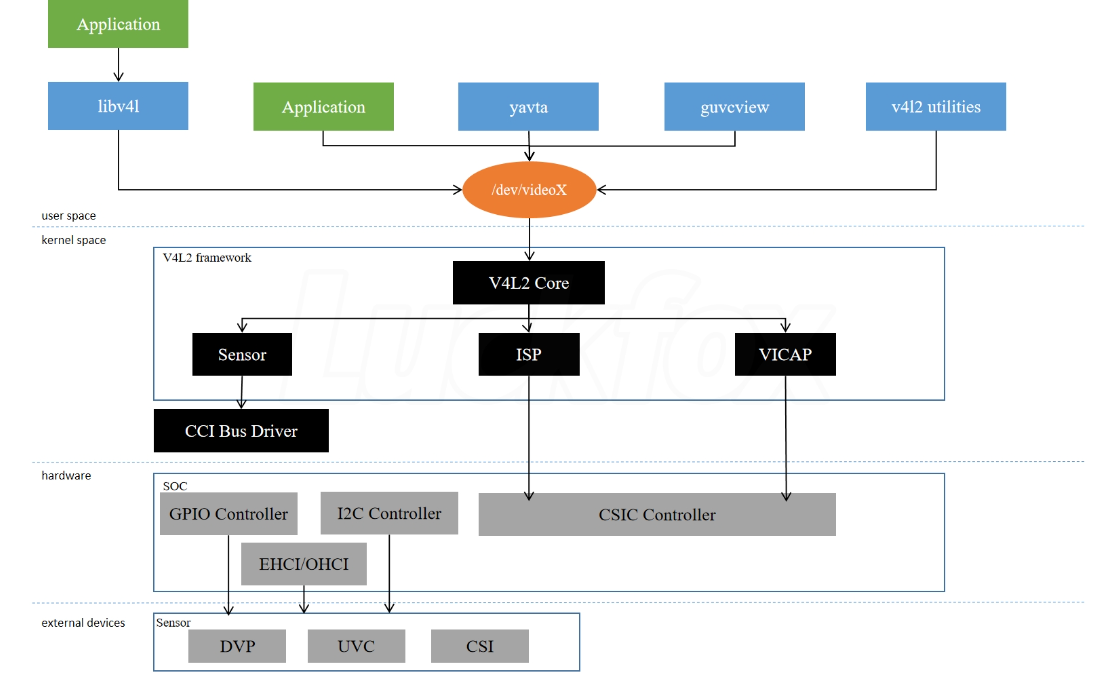 Application
libv4l
Application
yavta
guvcview
v4l2 utilities
/dev/videoX
user space
kernel space
V4L2 framework
V4L2 Core
Luckfox
Sensor
ISP
VICAP
CCI Bus Driver
hardware
SOC
GPIO Controller
I2C Controller
CSIC Controller
EHCI/OHCI
external devices
Sensor
DVP
UVC
CSI